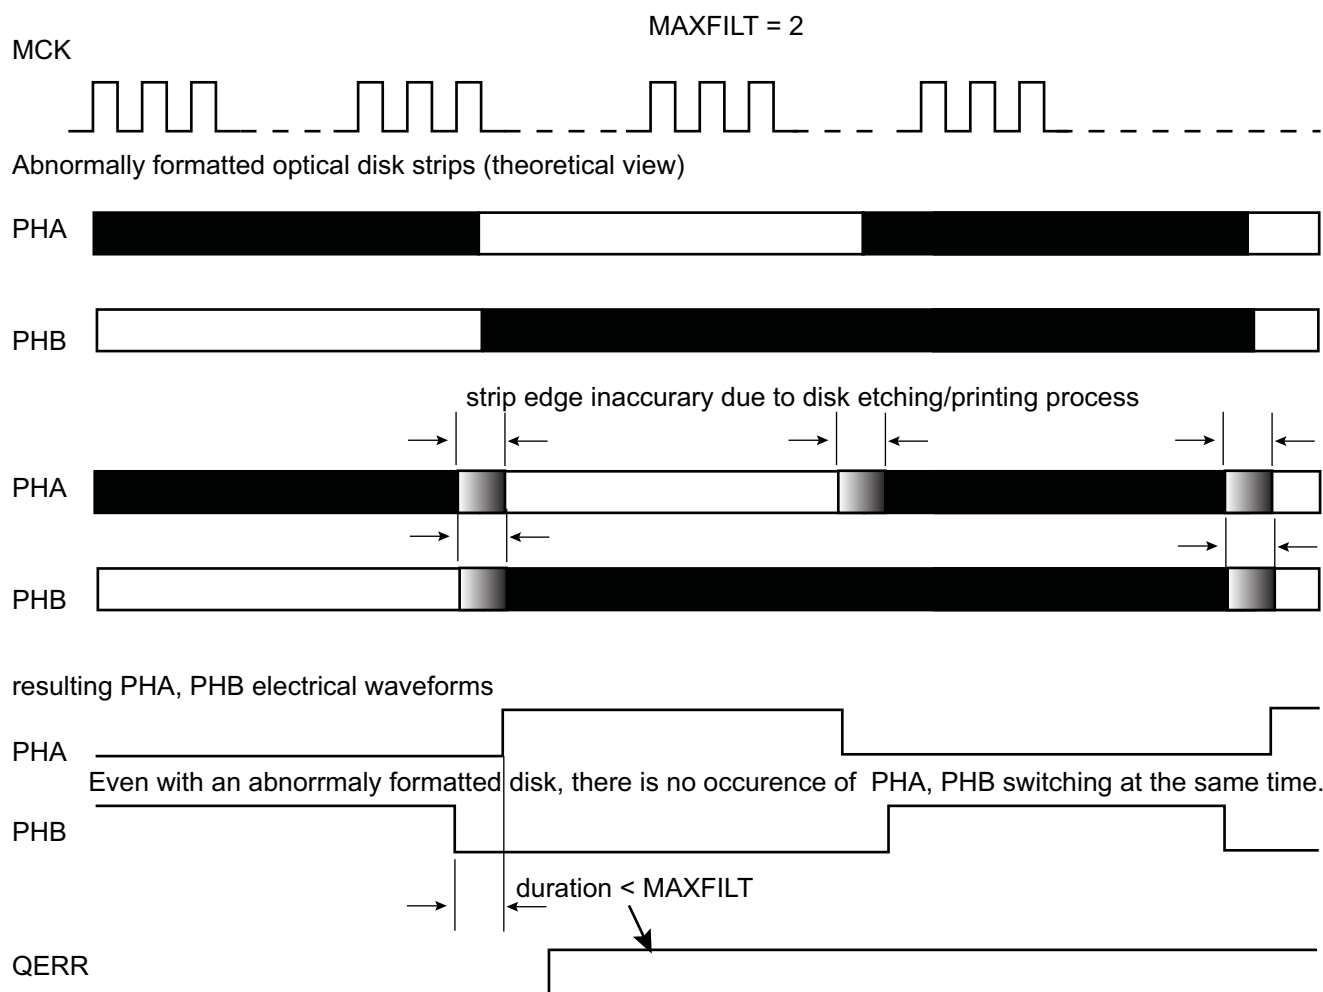 MAXFILT = 2
MCK
Abnormally formatted optical disk strips (theoretical view)
PHA
PHB
strip edge inaccurary due to disk etching/printing process
PHA
PHB
resulting PHA, PHB electrical waveforms
PHA
Even with an abnorrmaly formatted disk, there is no occurence of PHA, PHB switching at the same time.
PHB
duration < MAXFILT
QERR